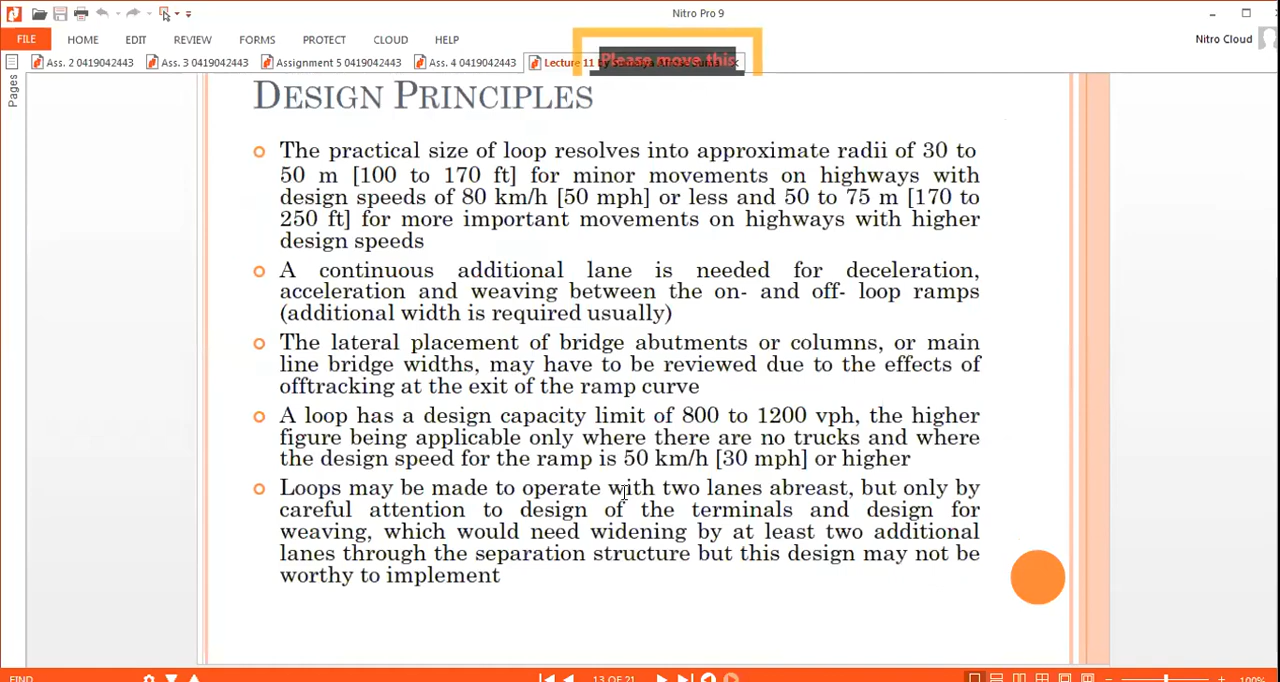 Nitro Pro 9
FILE HOME EDIT REVIEW FORMS PROTECT CLOUD HELP
Nitro Cloud
Ass. 2 0419042443 Ass. 3 0419042443 Assignment 5 0419042443 Ass. 4 0419042443 Lecture 11
Please move this
Pages
DESIGN PRINCIPLES
The practical size of loop resolves into approximate radii of 30 to
50 m [100 to 170 ft] for minor movements on highways with
design speeds of 80 km/h [50 mph] or less and 50 to 75 m [170 to
250 ft] for more important movements on highways with higher
design speeds
A continuous additional lane is needed for deceleration,
acceleration and weaving between the on- and off- loop ramps
(additional width is required usually)
The lateral placement of bridge abutments or columns, or main
line bridge widths, may have to be reviewed due to the effects of
offtracking at the exit of the ramp curve
A loop has a design capacity limit of 800 to 1200 vph, the higher
figure being applicable only where there are no trucks and where
the design speed for the ramp is 50 km/h [30 mph] or higher
Loops may be made to operate with two lanes abreast, but only by
careful attention to design of the terminals and design for
weaving, which would need widening by at least two additional
lanes through the separation structure but this design may not be
worthy to implement
FIND
13 OF 21
100%